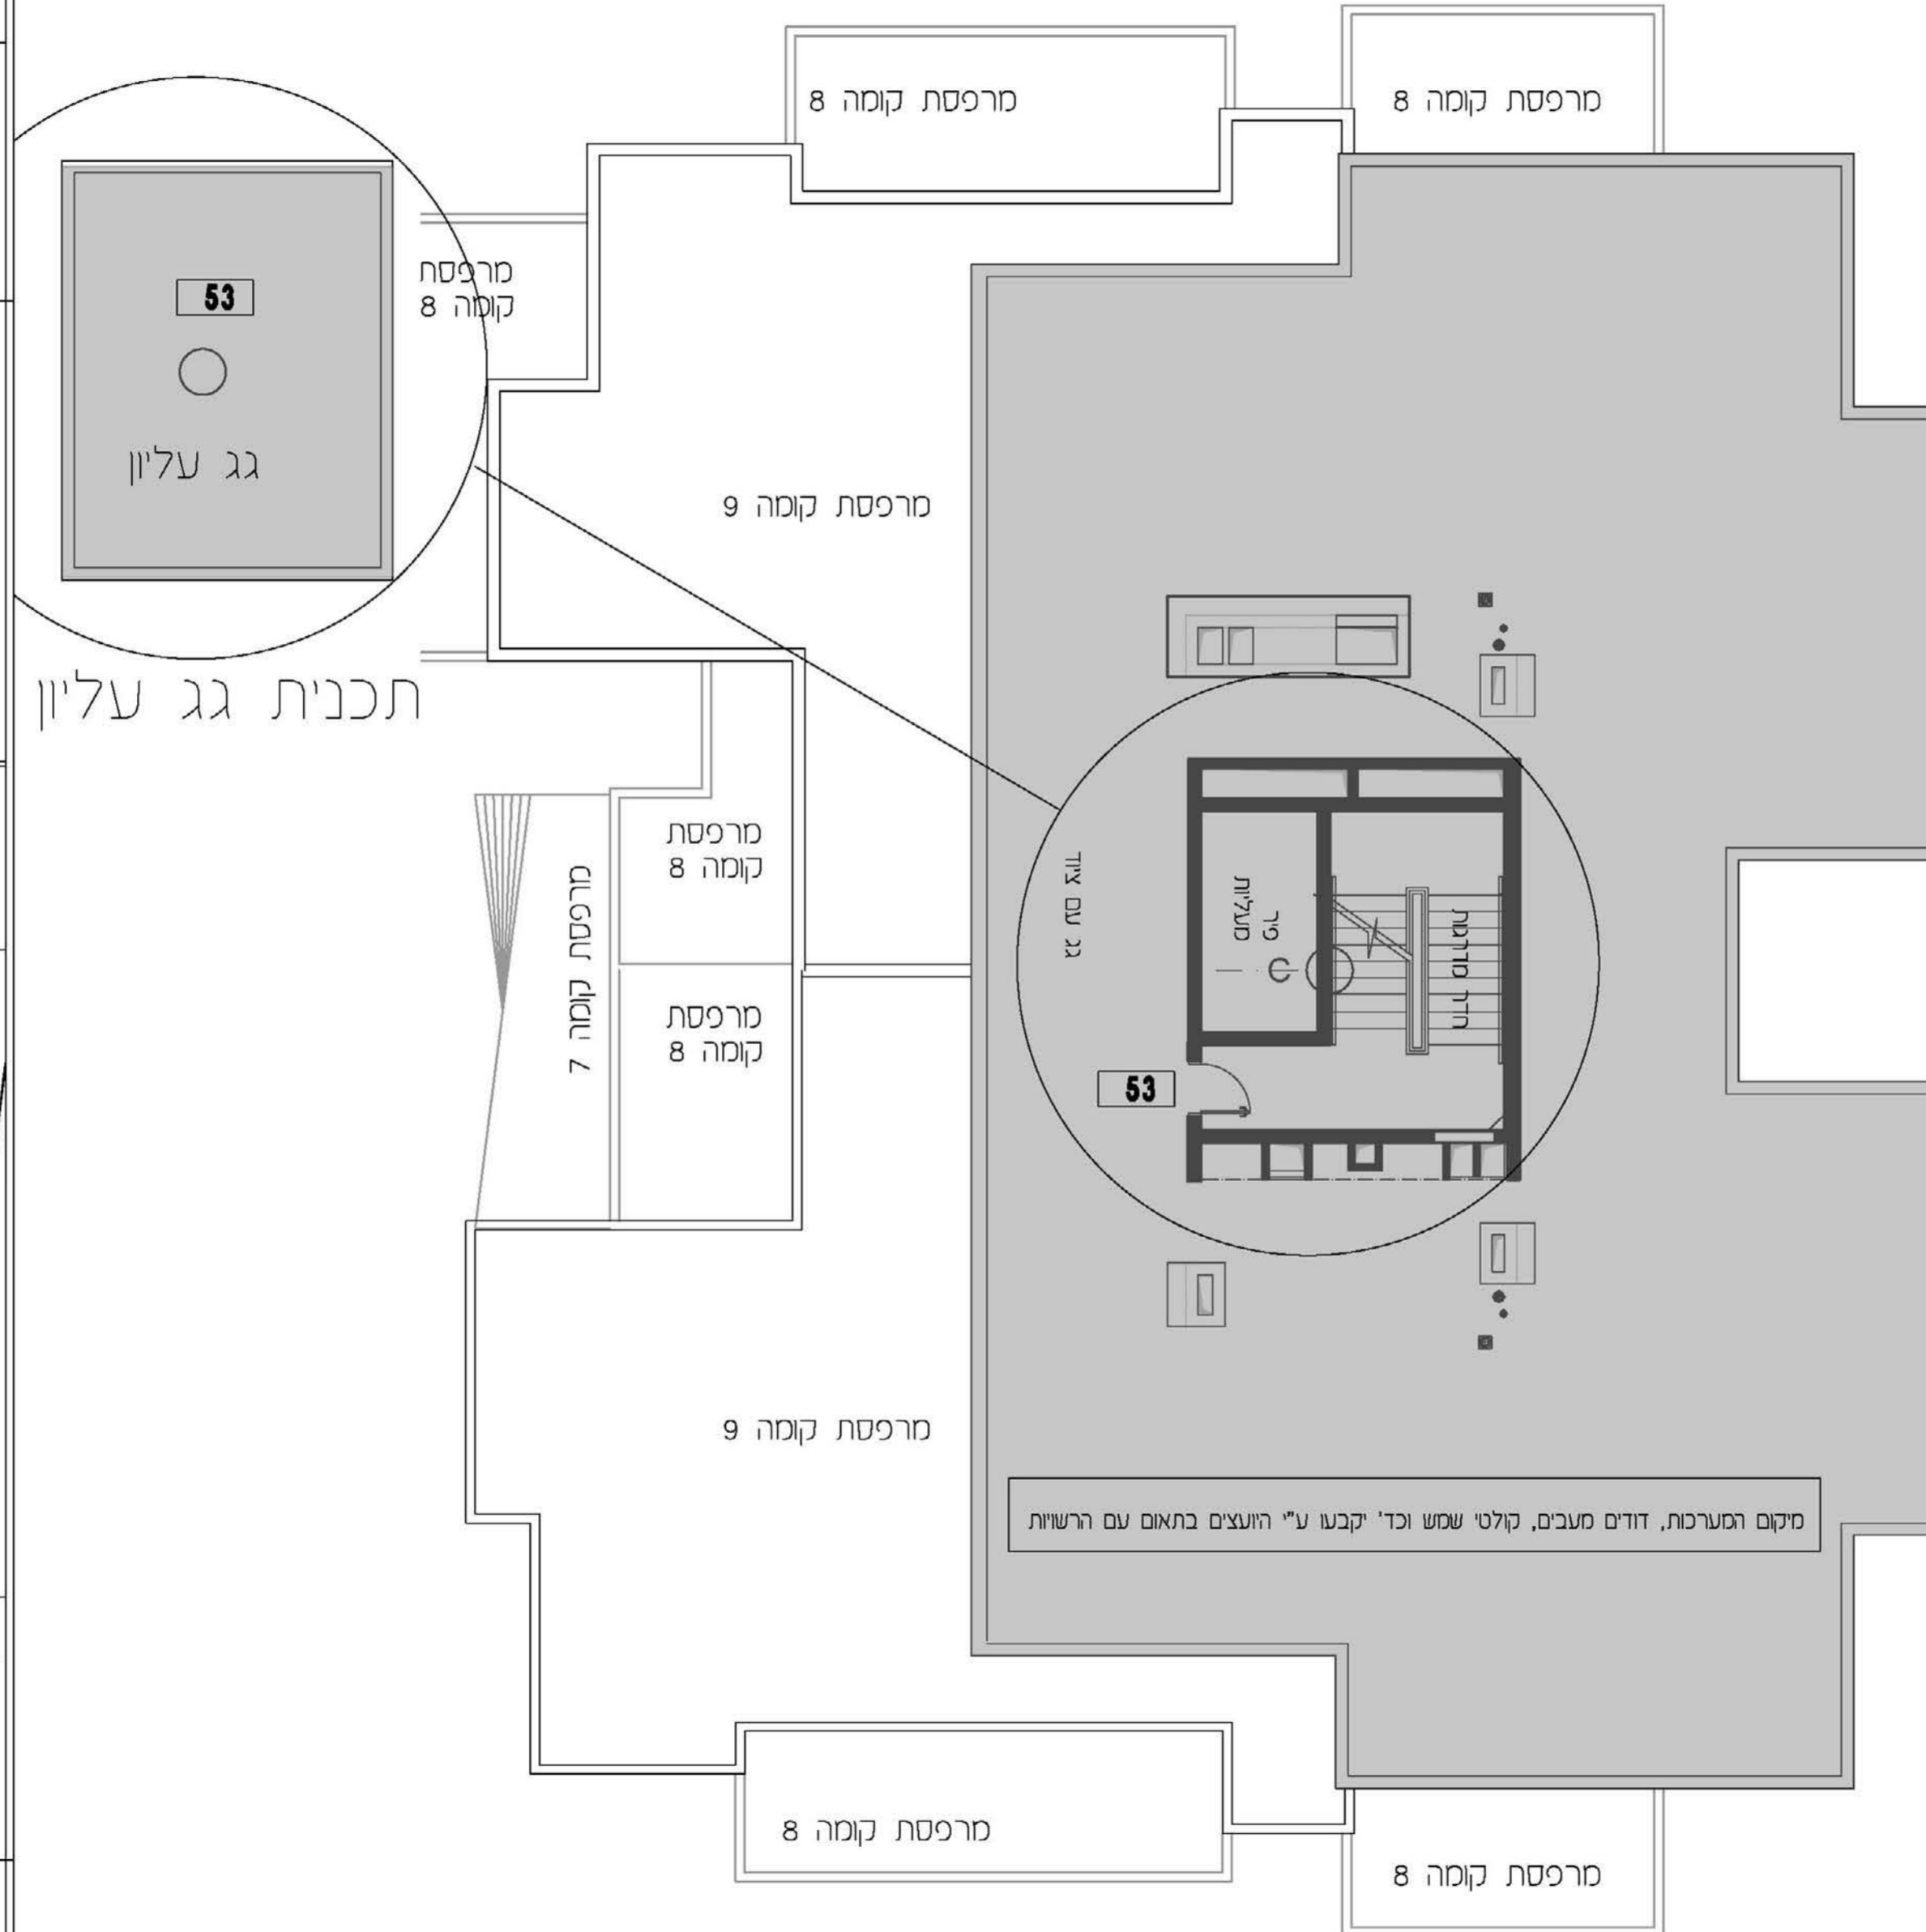 מרפסת קומה 8
מרפסת קומה 8
53
מרפסת
קומה 8
גג עליון
מרפסת קומה 9
תכנית גג עליון
מרפסת
קומה 8
מרפסת קומה 7
גג עם ציוד
פיר
מעליות
חדר מדרגות
מרפסת
קומה 8
53
מרפסת קומה 9
מיקום המערכות, דודים מעבים, קולטי שמש וכד' יקבעו ע"י היועצים בתאום עם הרשויות
מרפסת קומה 8
מרפסת קומה 8